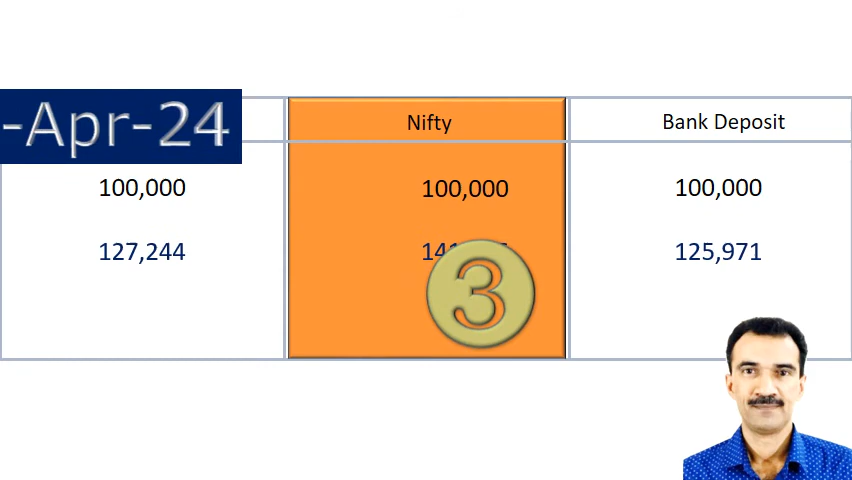 -Apr-24
Nifty
Bank Deposit
100,000
100,000
100,000
127,244
125,971
3